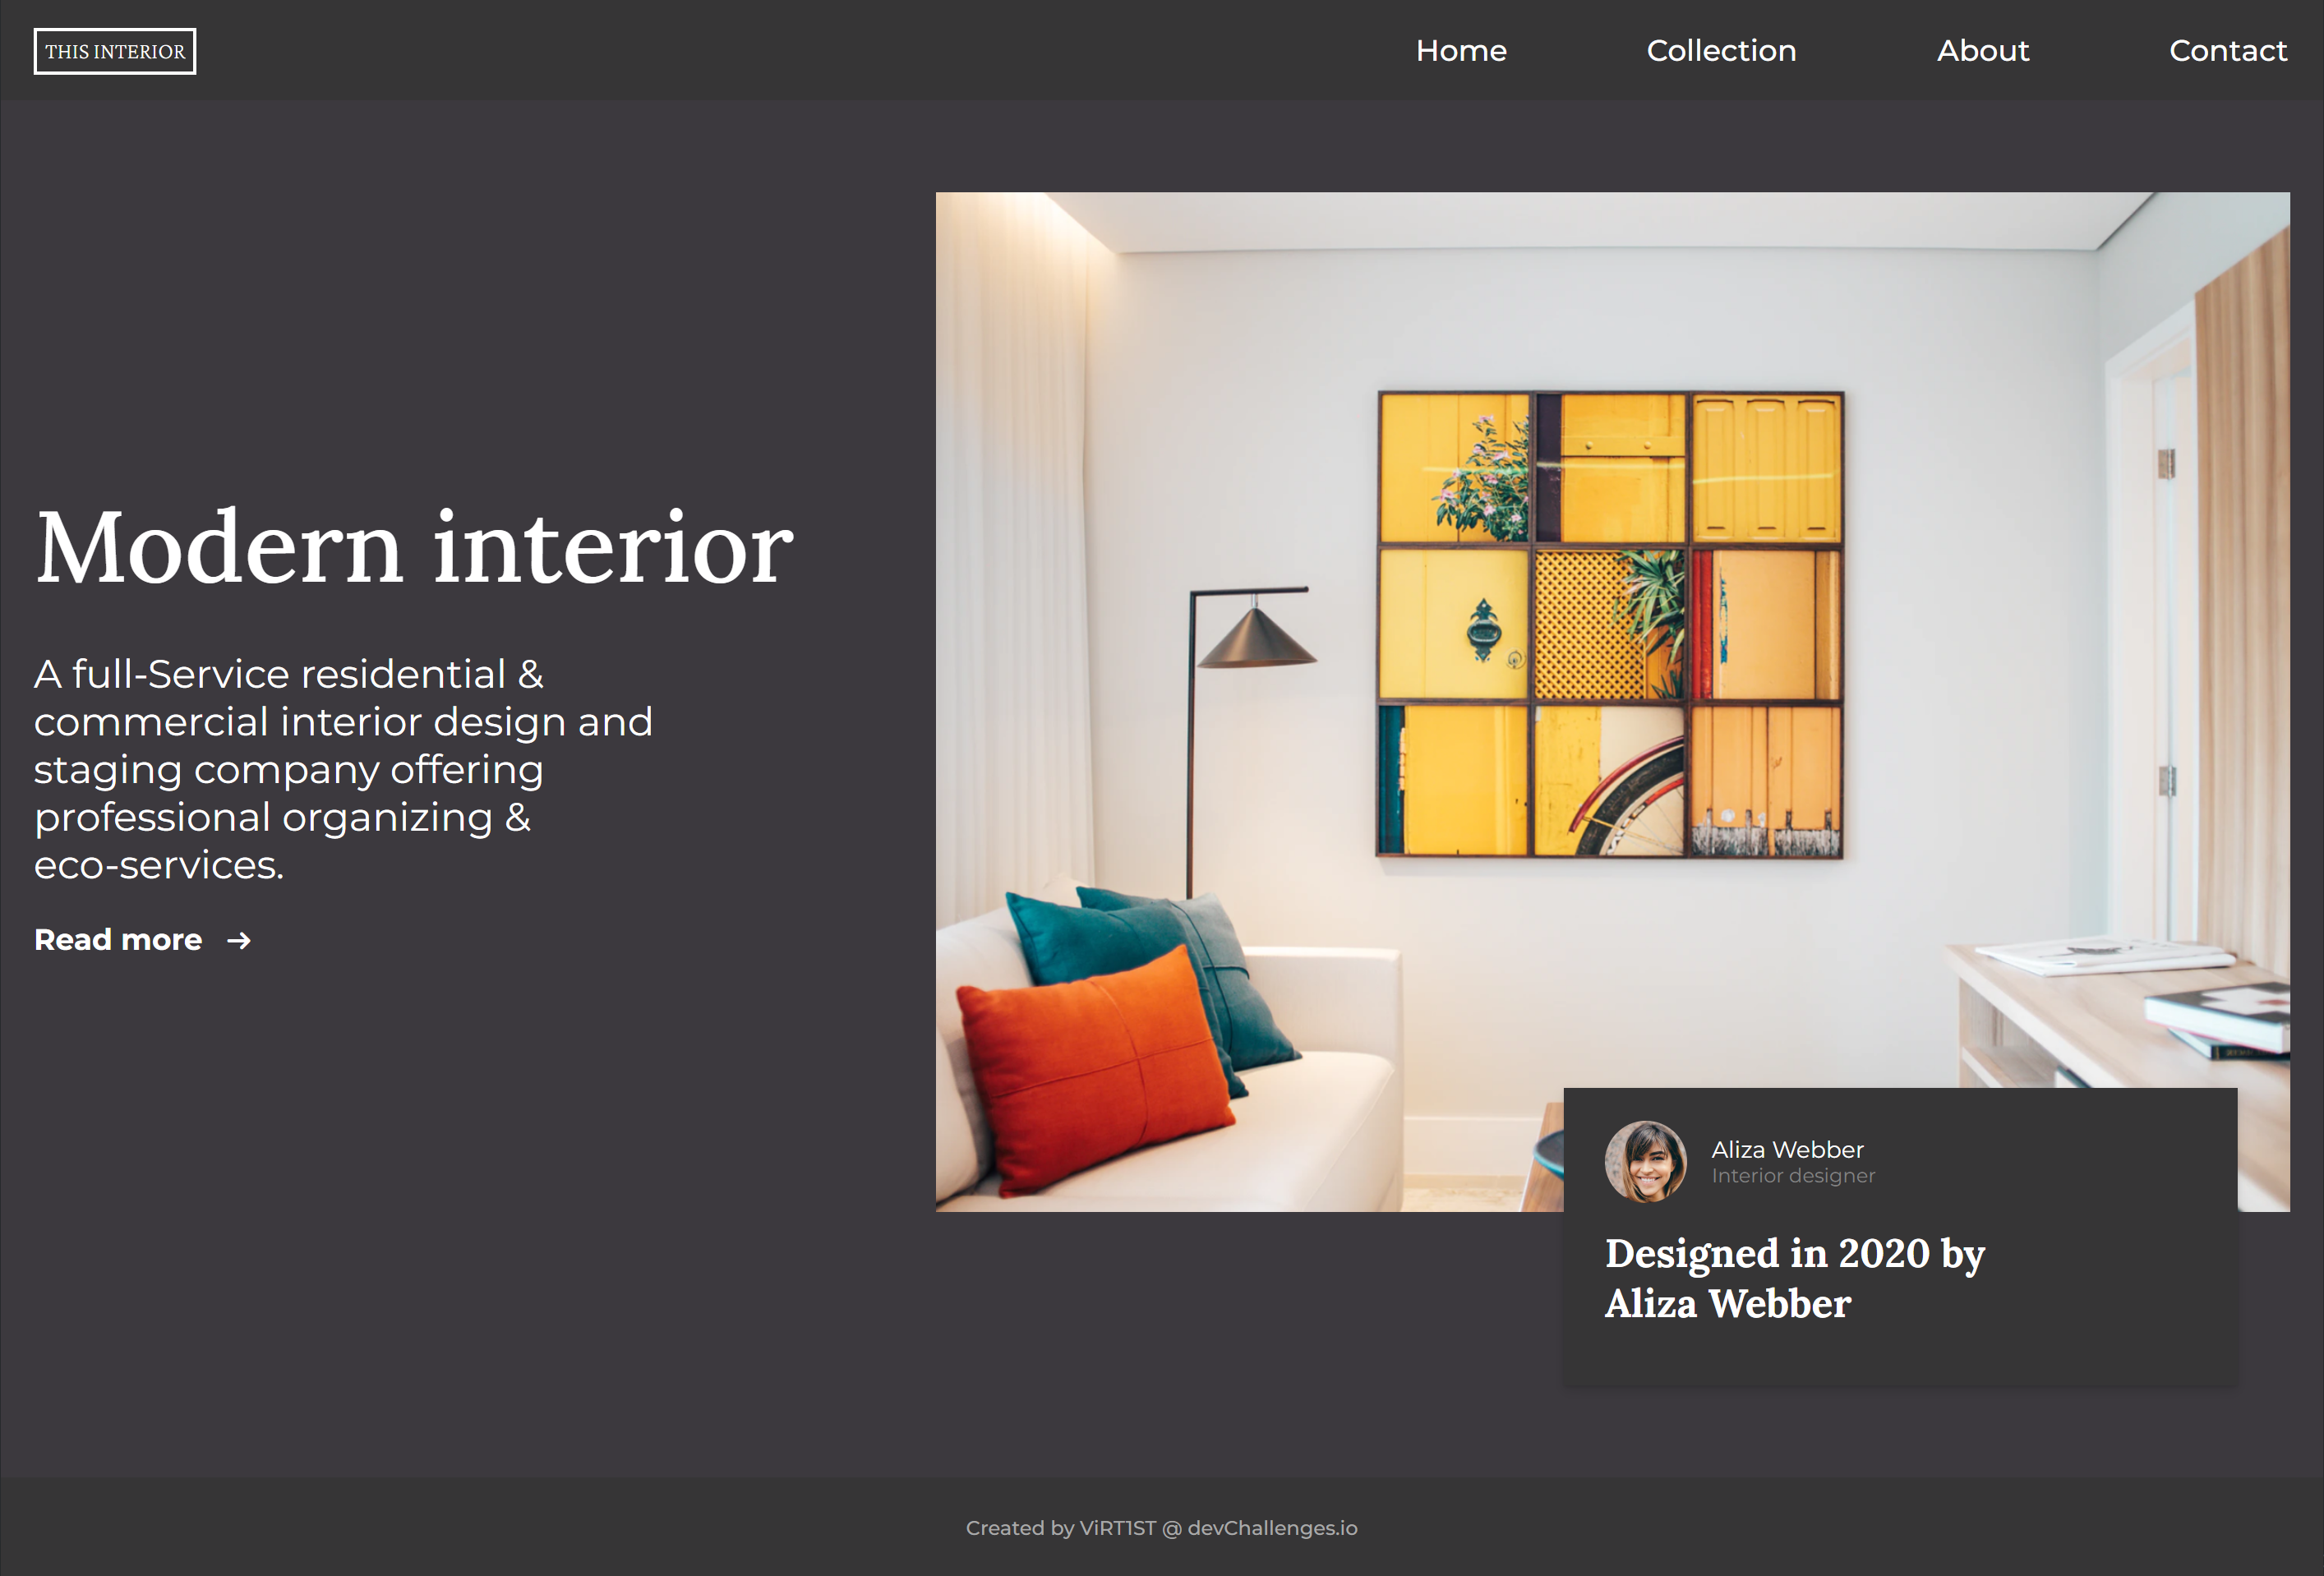 THIS INTERIOR
Home
Collection
About
Contact
Modern interior
A full-Service residential &
commercial interior design and
staging company offering
professional organizing &
eco-services.
Read more →
Aliza Webber
Interior designer
Designed in 2020 by
Aliza Webber
Created by ViRT1ST @ devChallenges.io